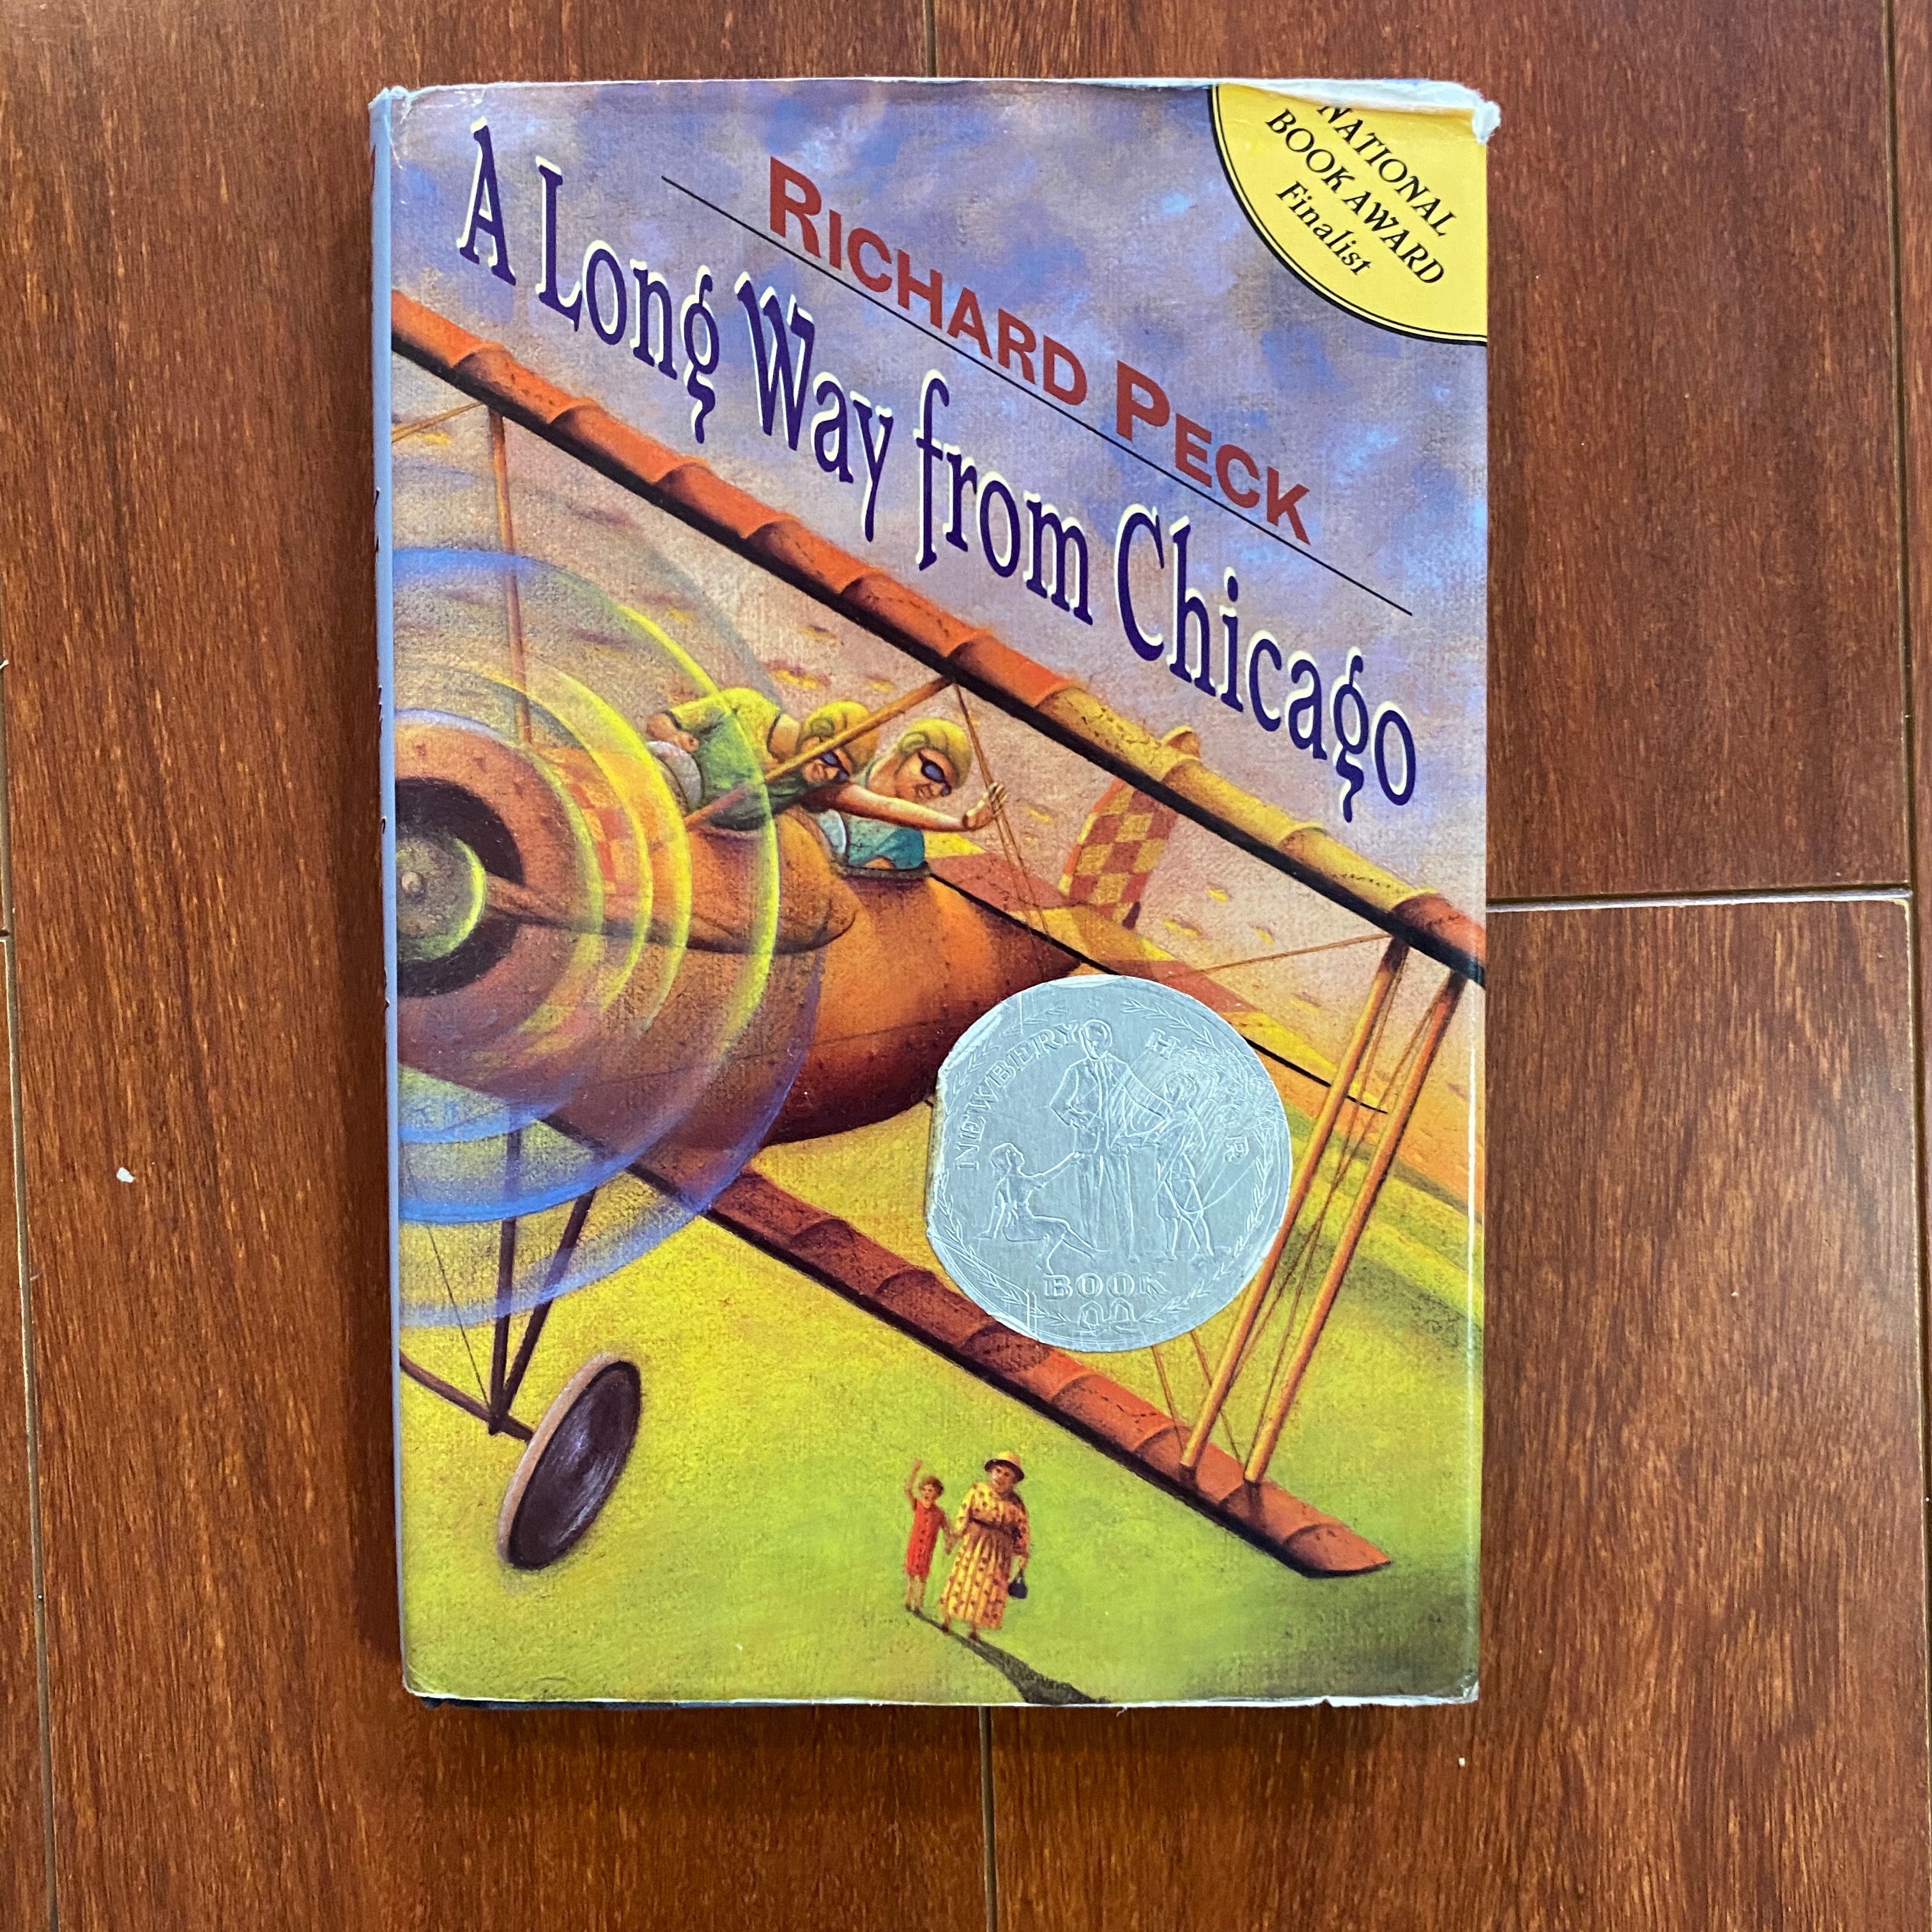 NATIONAL
BOOK AWARD
Finalist
RICHARD PECK
A Long Way from Chicago
NEWBERY
BOOK